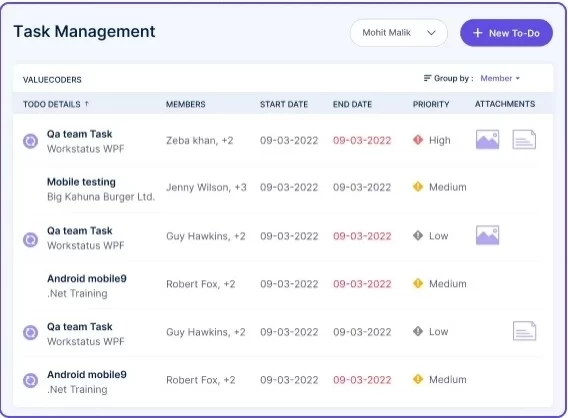 Task Management
Mohit Malik
+ New To-Do
VALUECODERS
Group by : Member
TODO DETAILS ↑ MEMBERS START DATE END DATE PRIORITY ATTACHMENTS
Qa team Task
Workstatus WPF
Zeba khan, +2 09-03-2022 09-03-2022 High
Mobile testing
Big Kahuna Burger Ltd.
Jenny Wilson, +3 09-03-2022 09-03-2022 Medium
Qa team Task
Workstatus WPF
Guy Hawkins, +2 09-03-2022 09-03-2022 Low
Android mobile9
.Net Training
Robert Fox, +2 09-03-2022 09-03-2022 Medium
Qa team Task
Workstatus WPF
Guy Hawkins, +2 09-03-2022 09-03-2022 Low
Android mobile9
.Net Training
Robert Fox, +2 09-03-2022 09-03-2022 Medium